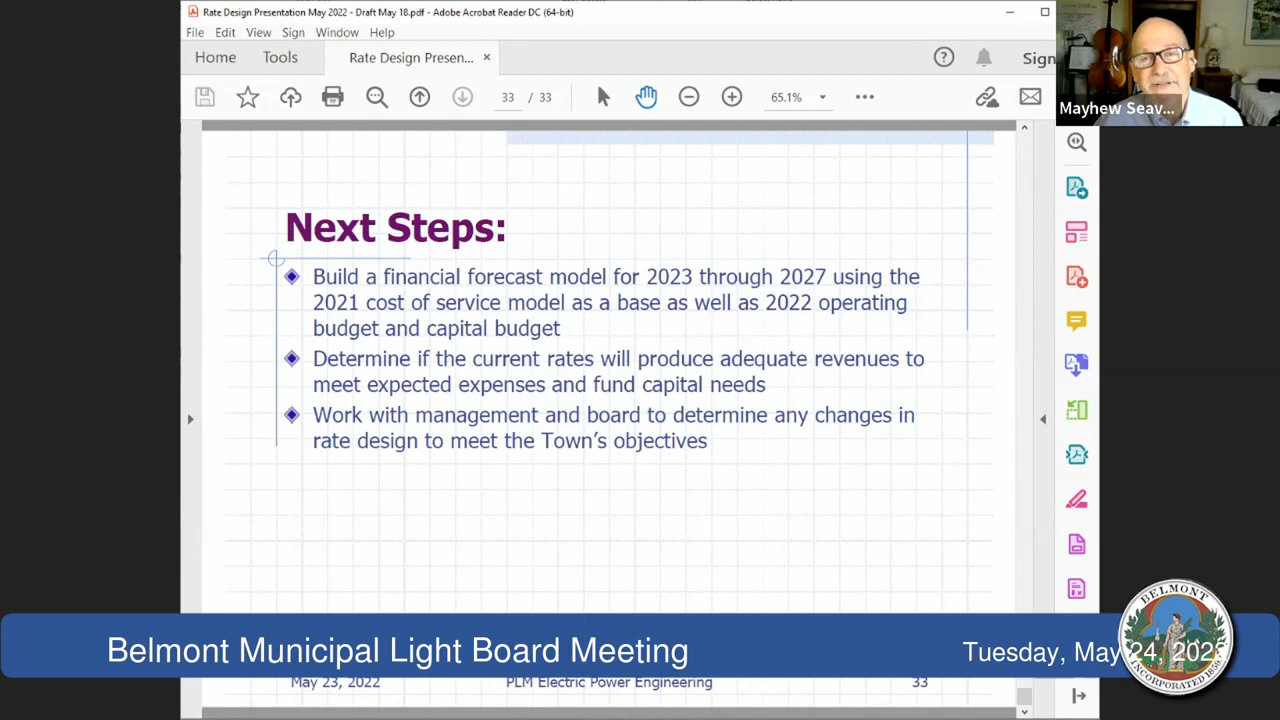 Rate Design Presentation May 2022 - Draft May 18.pdf - Adobe Acrobat Reader DC (64-bit)
File Edit View Sign Window Help
Home Tools Rate Design Presen... × Sign
33 / 33 65.1%
Mayhew Seav...
Next Steps:
Build a financial forecast model for 2023 through 2027 using the
2021 cost of service model as a base as well as 2022 operating
budget and capital budget
Determine if the current rates will produce adequate revenues to
meet expected expenses and fund capital needs
Work with management and board to determine any changes in
rate design to meet the Town's objectives
Belmont Municipal Light Board Meeting
Tuesday, May 24, 202
BELMONT
INCORPORATED 1859
May 23, 2022 PLM Electric Power Engineering 33